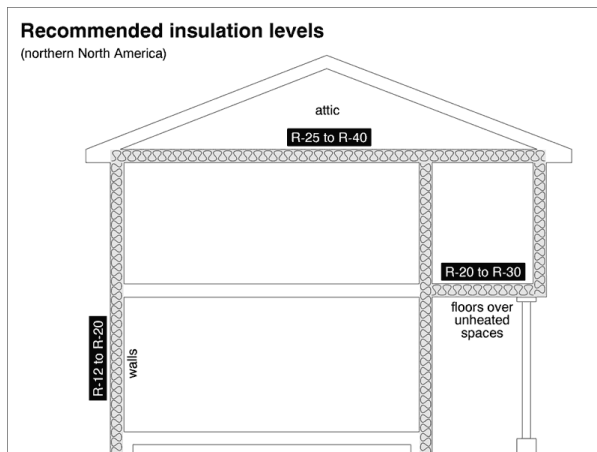 Recommended insulation levels
(northern North America)
attic
R-25 to R-40
R-20 to R-30
floors over
unheated
spaces
R-12 to R-20
walls